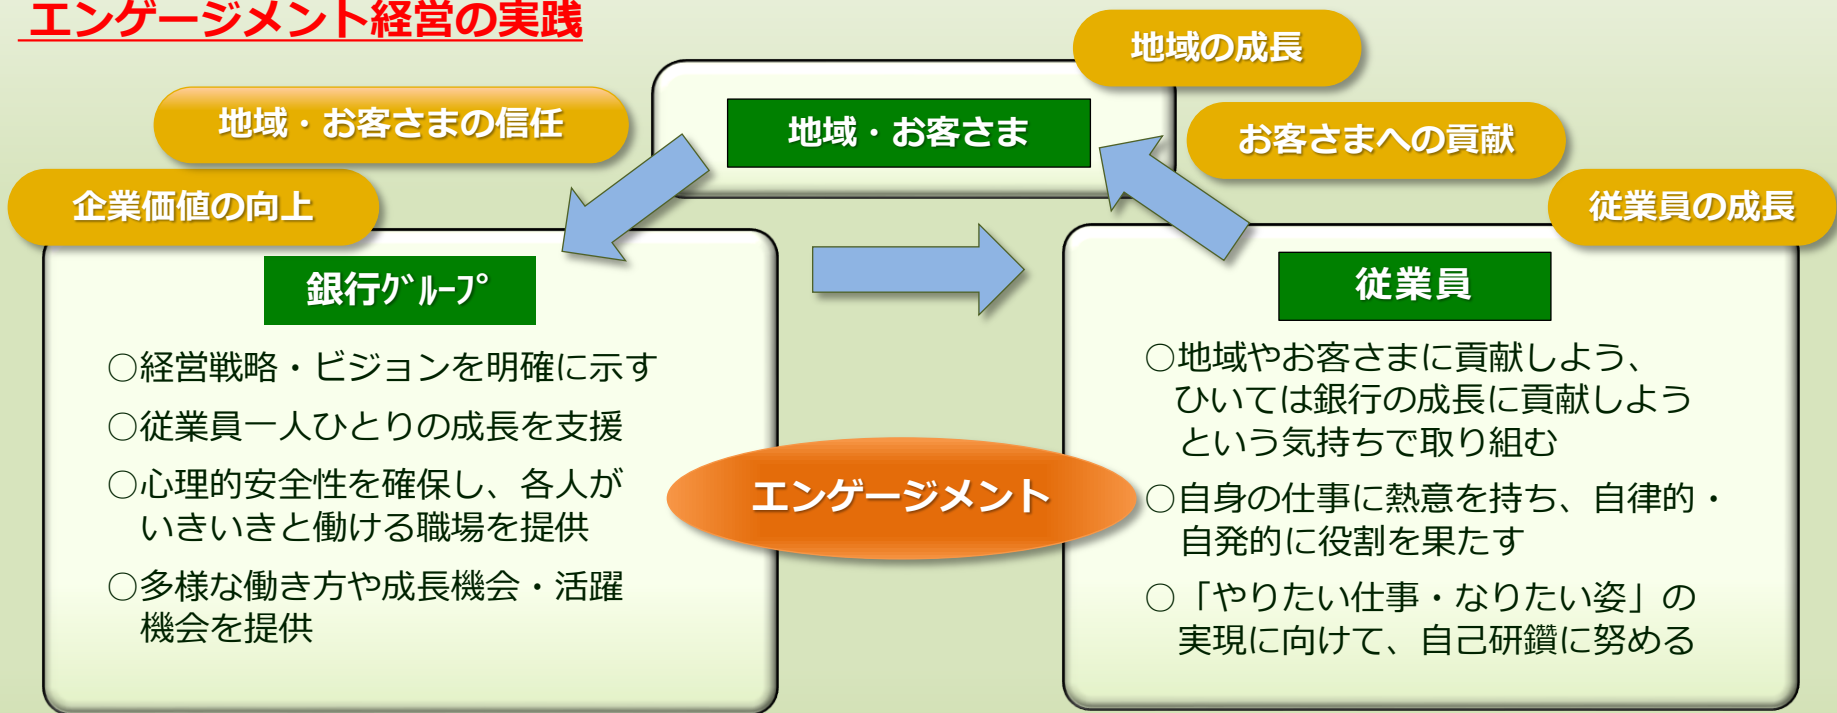 エンゲージメント経営の実践
地域の成長
地域・お客さまの信任
地域・お客さま
お客さまへの貢献
企業価値の向上
従業員の成長
銀行ｸﾞﾙｰﾌﾟ
○経営戦略・ビジョンを明確に示す
○従業員一人ひとりの成長を支援
○心理的安全性を確保し、各人が
いきいきと働ける職場を提供
○多様な働き方や成長機会・活躍
機会を提供
エンゲージメント
従業員
○地域やお客さまに貢献しよう、
ひいては銀行の成長に貢献しよう
という気持ちで取り組む
○自身の仕事に熱意を持ち、自律的・
自発的に役割を果たす
○「やりたい仕事・なりたい姿」の
実現に向けて、自己研鑽に努める